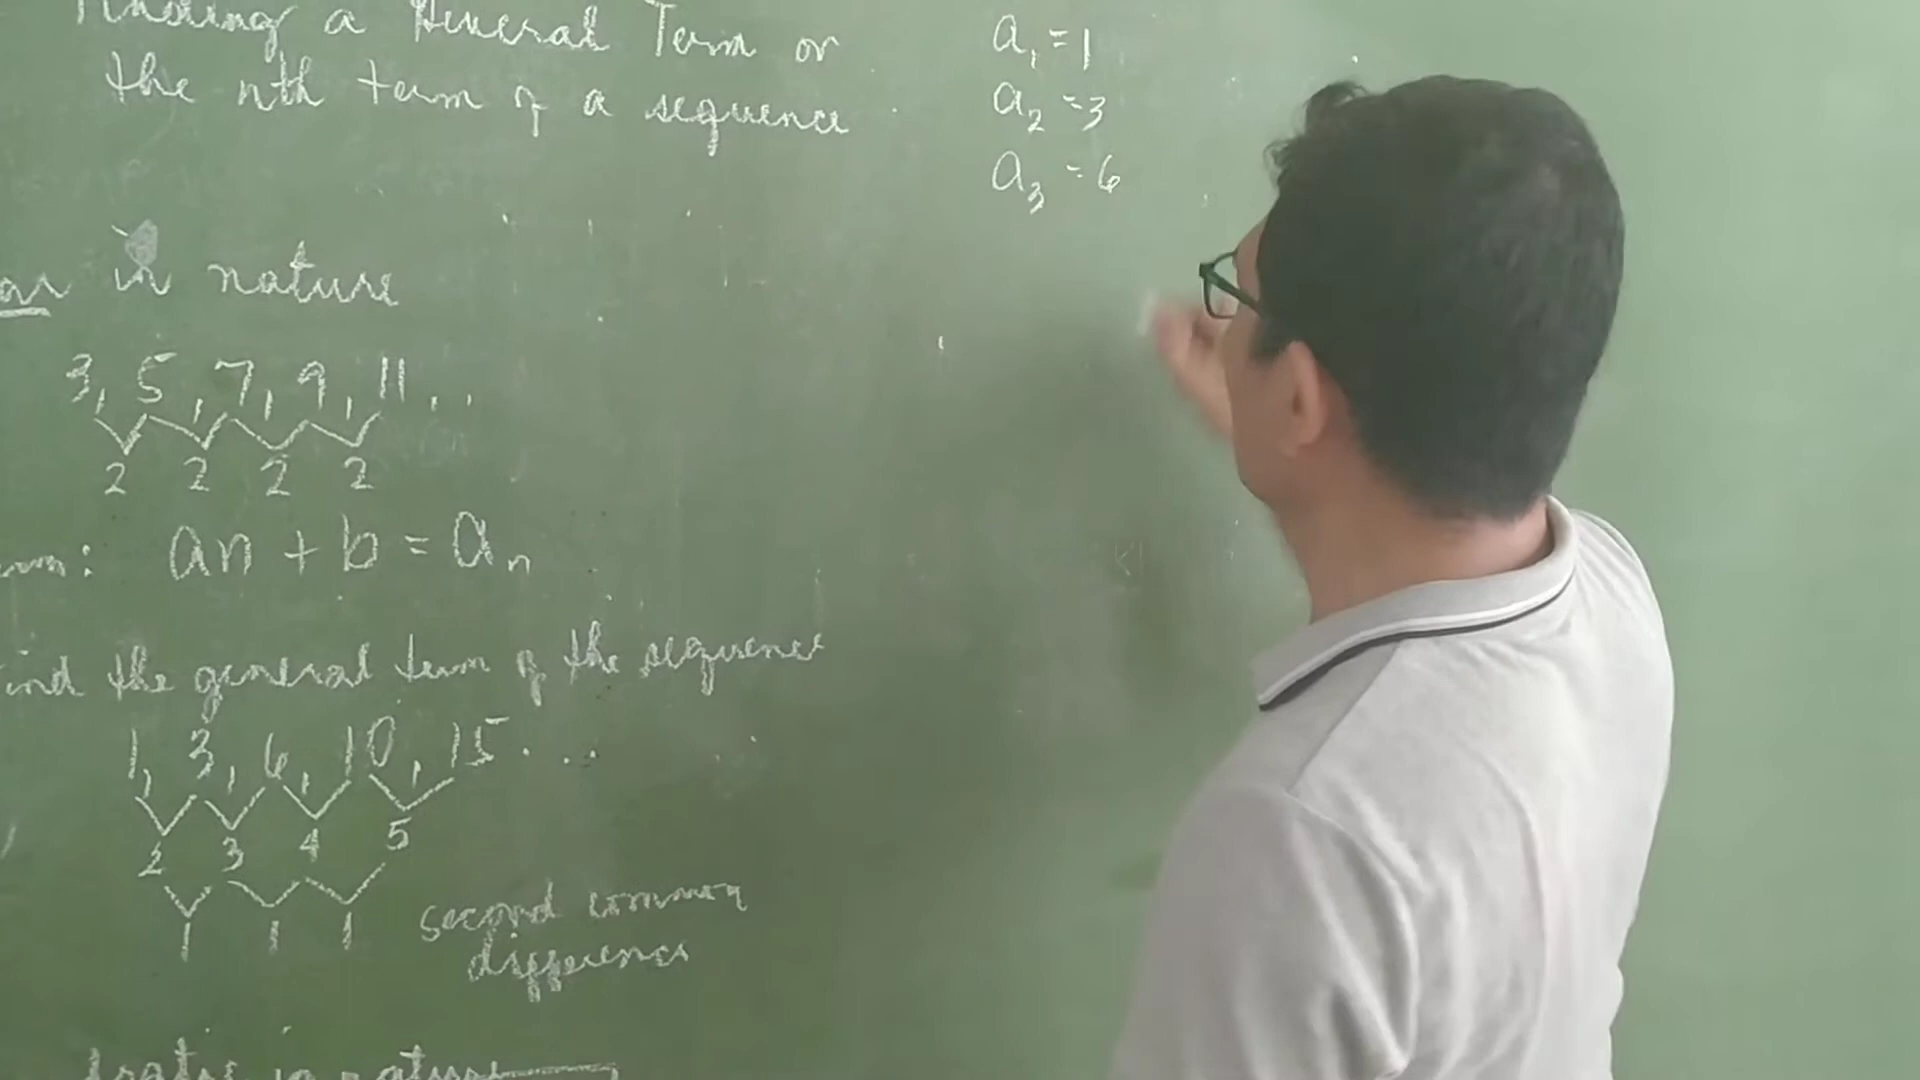 Finding a General Term or
the nth term of a sequence
a₁ = 1
a₂ = 3
a₃ = 6
in nature
3, 5, 7, 9, 11, . .
2 2 2 2
an + b = aₙ
the general term of the sequence
1, 3, 6, 10, 15 . . .
2 3 4 5
1 1 1
second common
difference
in nature